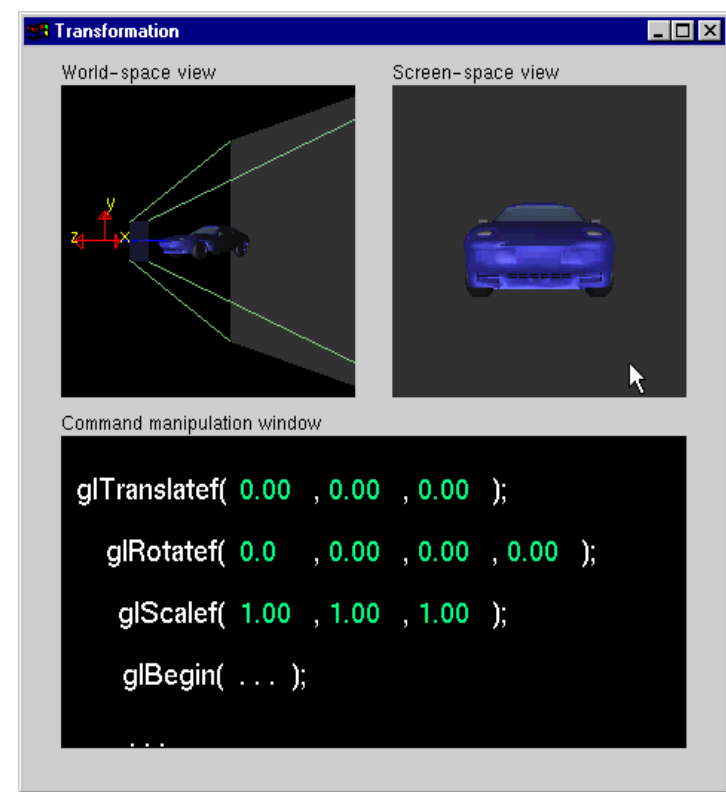 Transformation
World-space view
Screen-space view
y
z
x
Command manipulation window
glTranslatef( 0.00 , 0.00 , 0.00 );
glRotatef( 0.0 , 0.00 , 0.00 , 0.00 );
glScalef( 1.00 , 1.00 , 1.00 );
glBegin( . . . );
. . .